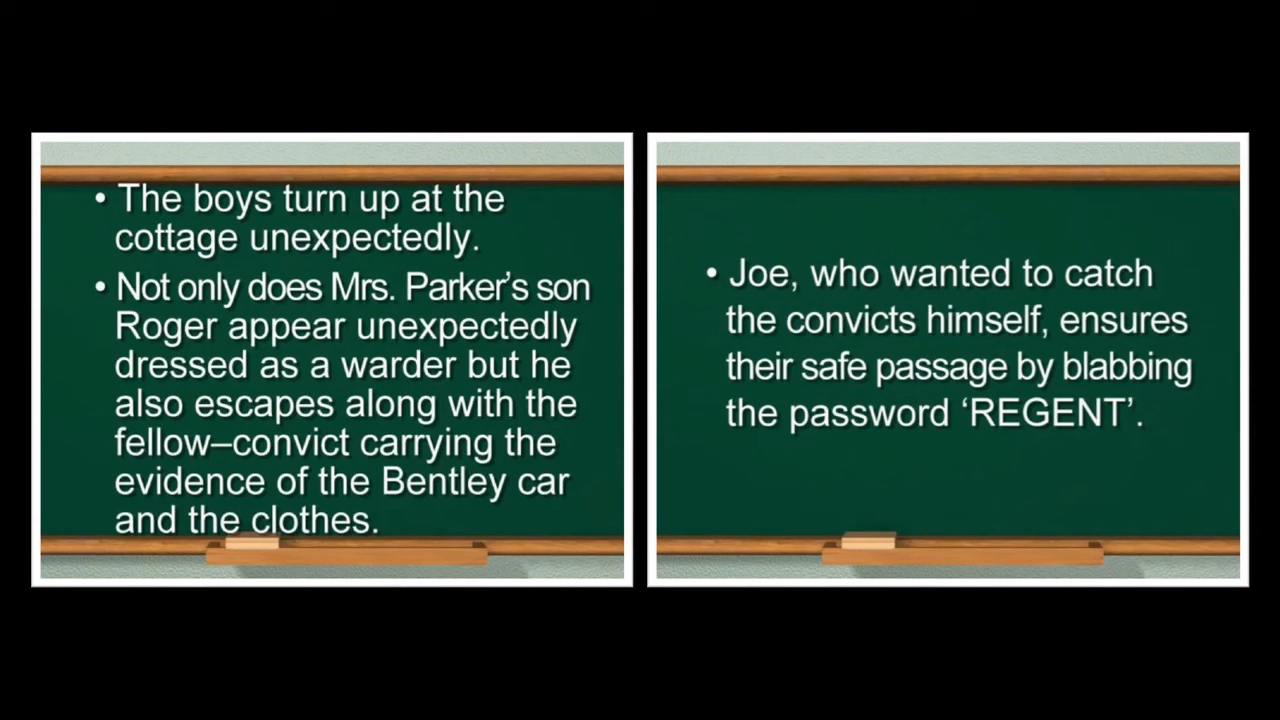 • The boys turn up at the
cottage unexpectedly.
• Not only does Mrs. Parker’s son
Roger appear unexpectedly
dressed as a warder but he
also escapes along with the
fellow–convict carrying the
evidence of the Bentley car
and the clothes.
• Joe, who wanted to catch
the convicts himself, ensures
their safe passage by blabbing
the password ‘REGENT’.